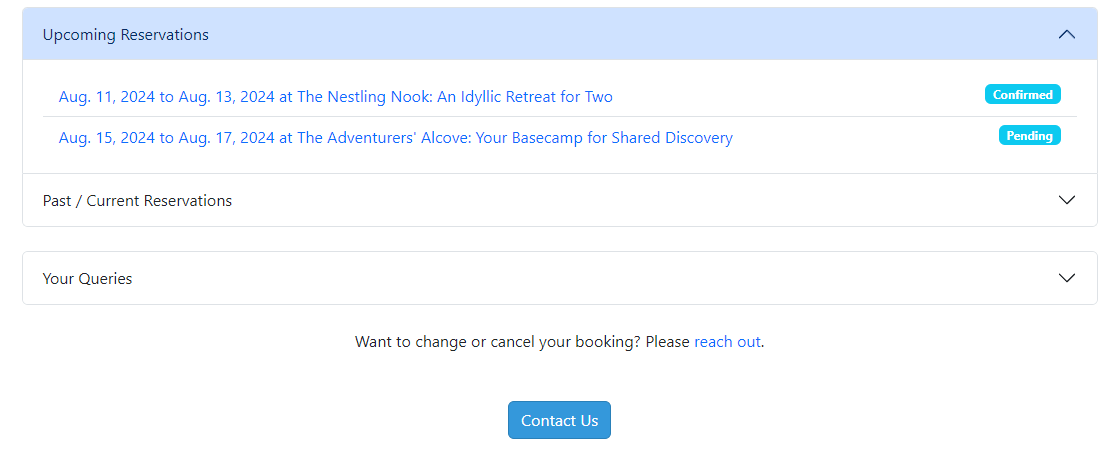 Upcoming Reservations
Aug. 11, 2024 to Aug. 13, 2024 at The Nestling Nook: An Idyllic Retreat for Two Confirmed
Aug. 15, 2024 to Aug. 17, 2024 at The Adventurers' Alcove: Your Basecamp for Shared Discovery Pending
Past / Current Reservations
Your Queries
Want to change or cancel your booking? Please reach out.
Contact Us